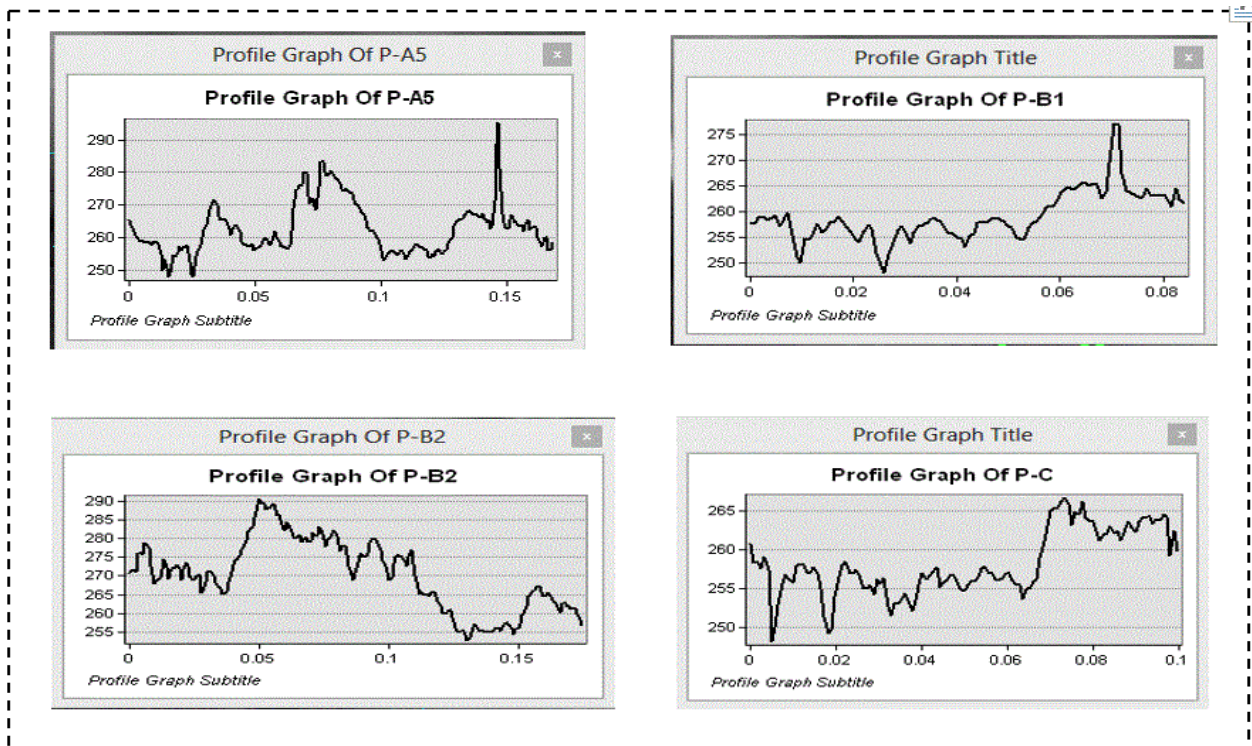 Profile Graph Of P-A5
x
Profile Graph Of P-A5
290
280
270
260
250
0 0.05 0.1 0.15
Profile Graph Subtitle
Profile Graph Title
x
Profile Graph Of P-B1
275
270
265
260
255
250
0 0.02 0.04 0.06 0.08
Profile Graph Subtitle
Profile Graph Of P-B2
x
Profile Graph Of P-B2
290
285
280
275
270
265
260
255
0 0.05 0.1 0.15
Profile Graph Subtitle
Profile Graph Title
x
Profile Graph Of P-C
265
260
255
250
0 0.02 0.04 0.06 0.08 0.1
Profile Graph Subtitle